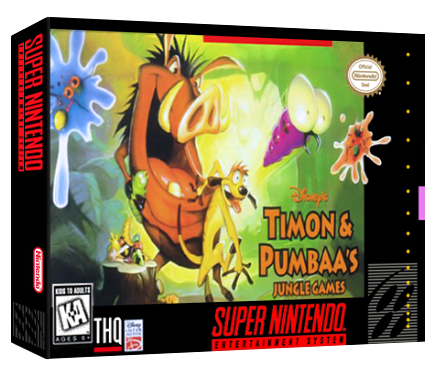 SUPER NINTENDO
Nintendo
Official
Nintendo
Seal
Disney's
TIMON &
PUMBAA'S
JUNGLE GAMES
KIDS TO ADULTS
K-A
AGES 6+
THQ
SUPER NINTENDO
ENTERTAINMENT SYSTEM